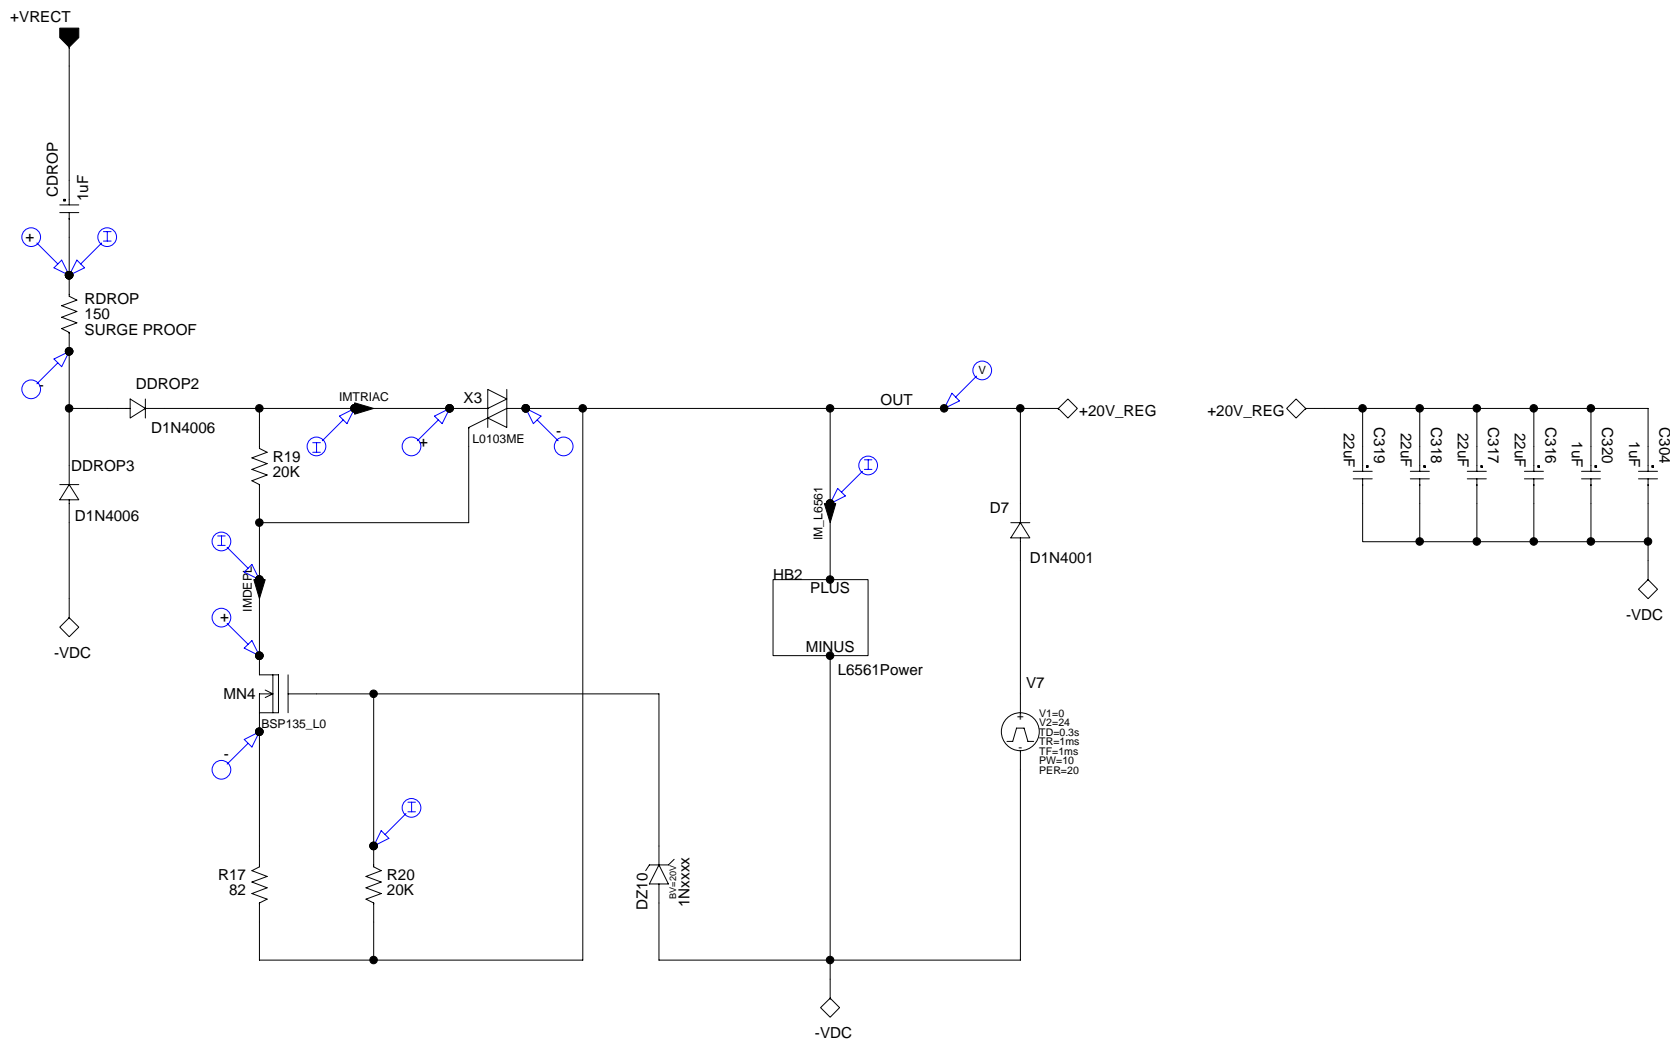 +VRECT
CDROP
1uF
+
I
RDROP
150
SURGE PROOF
-
DDROP2
D1N4006
DDROP3
D1N4006
-VDC
IMTRIAC
I
+
X3
L0103ME
-
R19
20K
I
+
MN4
BSP135_L0
-
R17
82
I
R20
20K
DZ10
BV=20V
1Nxxxx
OUT
V
+20V_REG
I
IM_L6561
HB2
PLUS
MINUS
L6561Power
D7
D1N4001
V7
+
-
V1=0
V2=24
TD=0.3s
TR=1ms
TF=1ms
PW=10
PER=20
-VDC
+20V_REG
C319
22uF
C318
22uF
C317
22uF
C316
22uF
C320
1uF
C304
1uF
-VDC